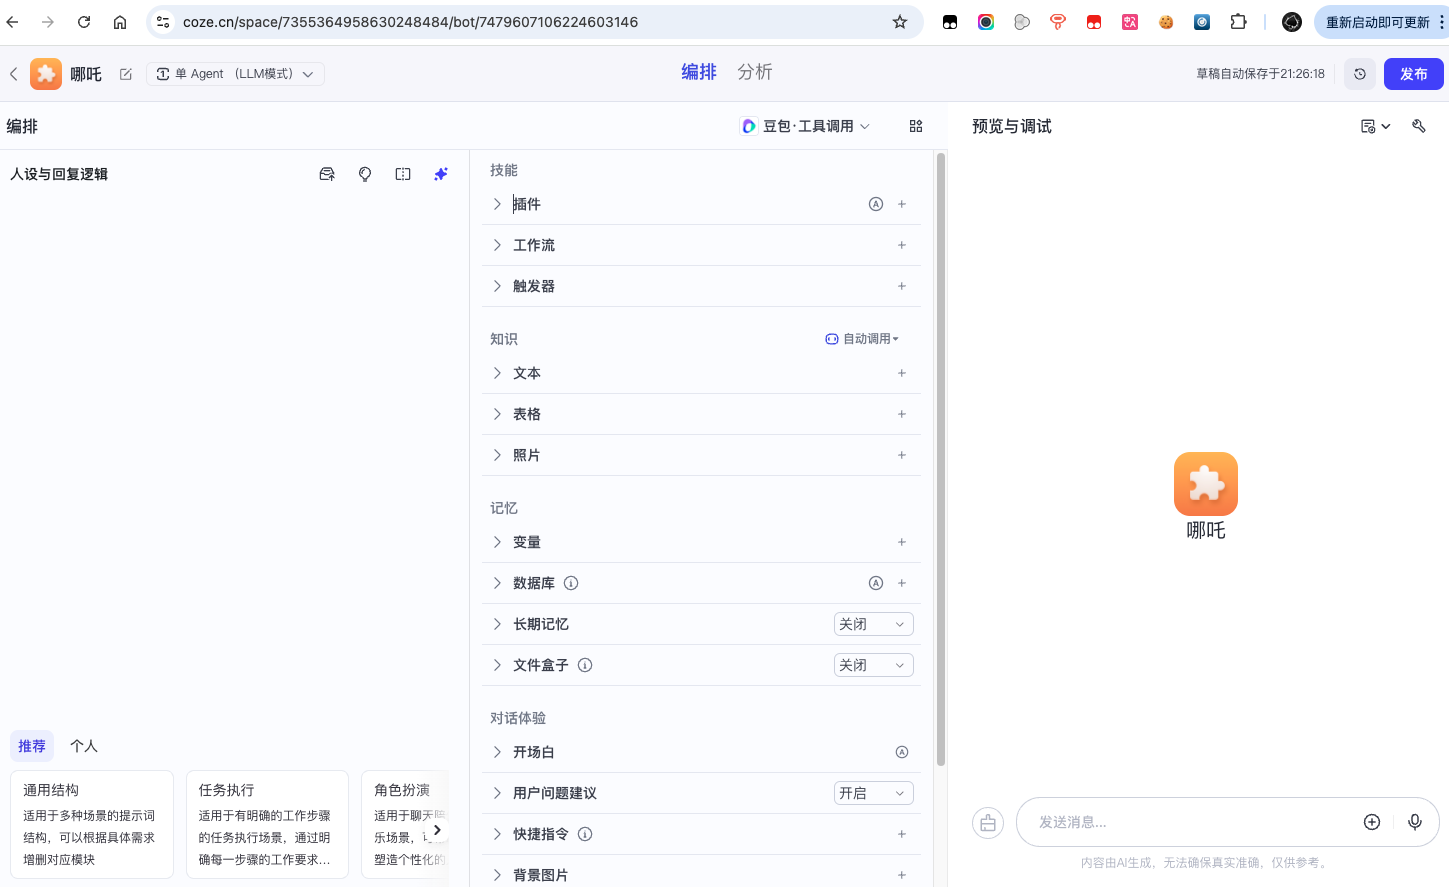 coze.cn/space/7355364958630248484/bot/7479607106224603146
重新启动即可更新
哪吒
单 Agent （LLM模式）
编排
分析
草稿自动保存于21:26:18
发布
编排
豆包·工具调用
预览与调试
人设与回复逻辑
技能
插件
工作流
触发器
知识
自动调用
文本
表格
照片
记忆
变量
数据库
长期记忆
关闭
文件盒子
关闭
对话体验
开场白
用户问题建议
开启
快捷指令
背景图片
推荐
个人
通用结构
适用于多种场景的提示词
结构，可以根据具体需求
增删对应模块
任务执行
适用于有明确的工作步骤
的任务执行场景，通过明
确每一步骤的工作要求...
角色扮演
适用于聊天
乐场景，
塑造个性化的
哪吒
发送消息...
内容由AI生成，无法确保真实准确，仅供参考。